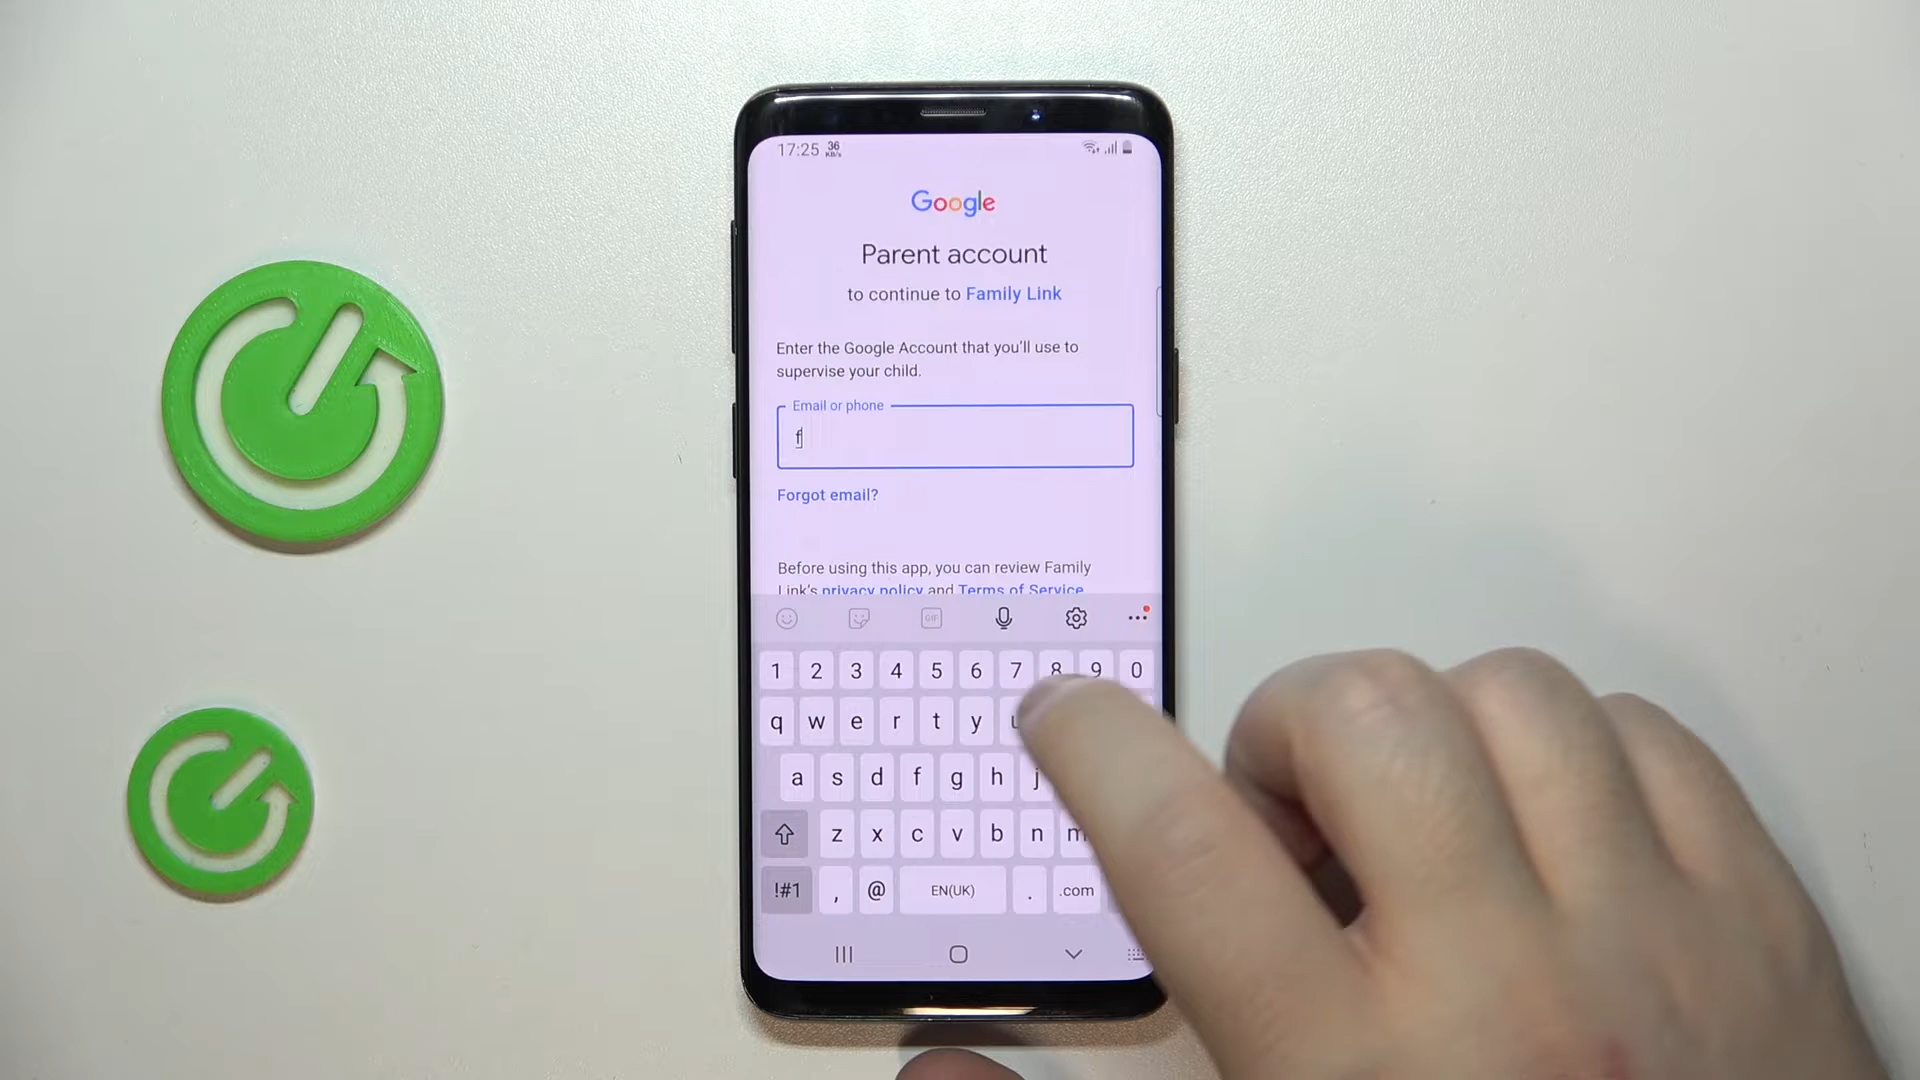 17:25 36 KB/s
Google
Parent account
to continue to Family Link
Enter the Google Account that you'll use to
supervise your child.
Email or phone
f
Forgot email?
Before using this app, you can review Family
Link's privacy policy and Terms of Service
GIF
1 2 3 4 5 6 7 8 9 0
q w e r t y u
a s d f g h j
z x c v b n m
!#1 , @ EN(UK) . .com